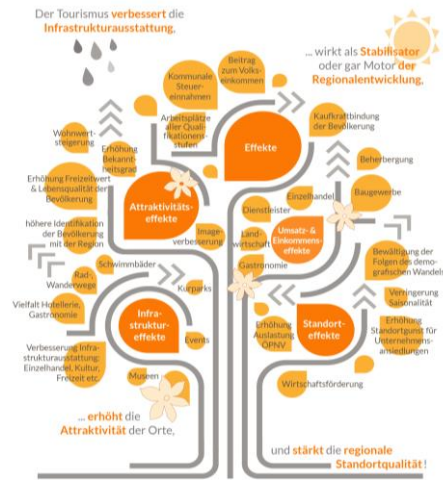 Der Tourismus verbessert die
Infrastrukturausstattung,
... wirkt als Stabilisator
oder gar Motor der
Regionalentwicklung,
Kommunale
Steuer-
einnahmen
Beitrag
zum Volks-
einkommen
Arbeitsplätze
aller Quali-
fikationen-
stufen
Effekte
Kaufkraftbindung
der Bevölkerung
Wohnwert-
steigerung
Erhöhung
Bekannt-
heitsgrad
Beherbergung
Erhöhung Freizeitwert
& Lebensqualität der
Bevölkerung
Attraktivitäts-
effekte
Einzelhandel
Baugewerbe
Dienstleister
höhere Identifikation
der Bevölkerung
mit der Region
Image-
verbesserung
Land-
wirtschaft
Umsatz- &
Einkommens-
effekte
Gastronomie
Bewältigung der
Folgen des demo-
grafischen Wandels
Schwimmbäder
Rad-,
Wanderwege
Kurparks
Verringerung
Saisonalität
Vielfalt Hotellerie,
Gastronomie
Infra-
struktur-
effekte
Events
Erhöhung
Auslastung
ÖPNV
Standort-
effekte
Erhöhung
Standortgunst für
Unternehmens-
ansiedlungen
Verbesserung Infra-
strukturausstattung:
Einzelhandel, Kultur,
Freizeit etc.
Museen
Wirtschaftsförderung
... erhöht die
Attraktivität der Orte,
und stärkt die regionale
Standortqualität!